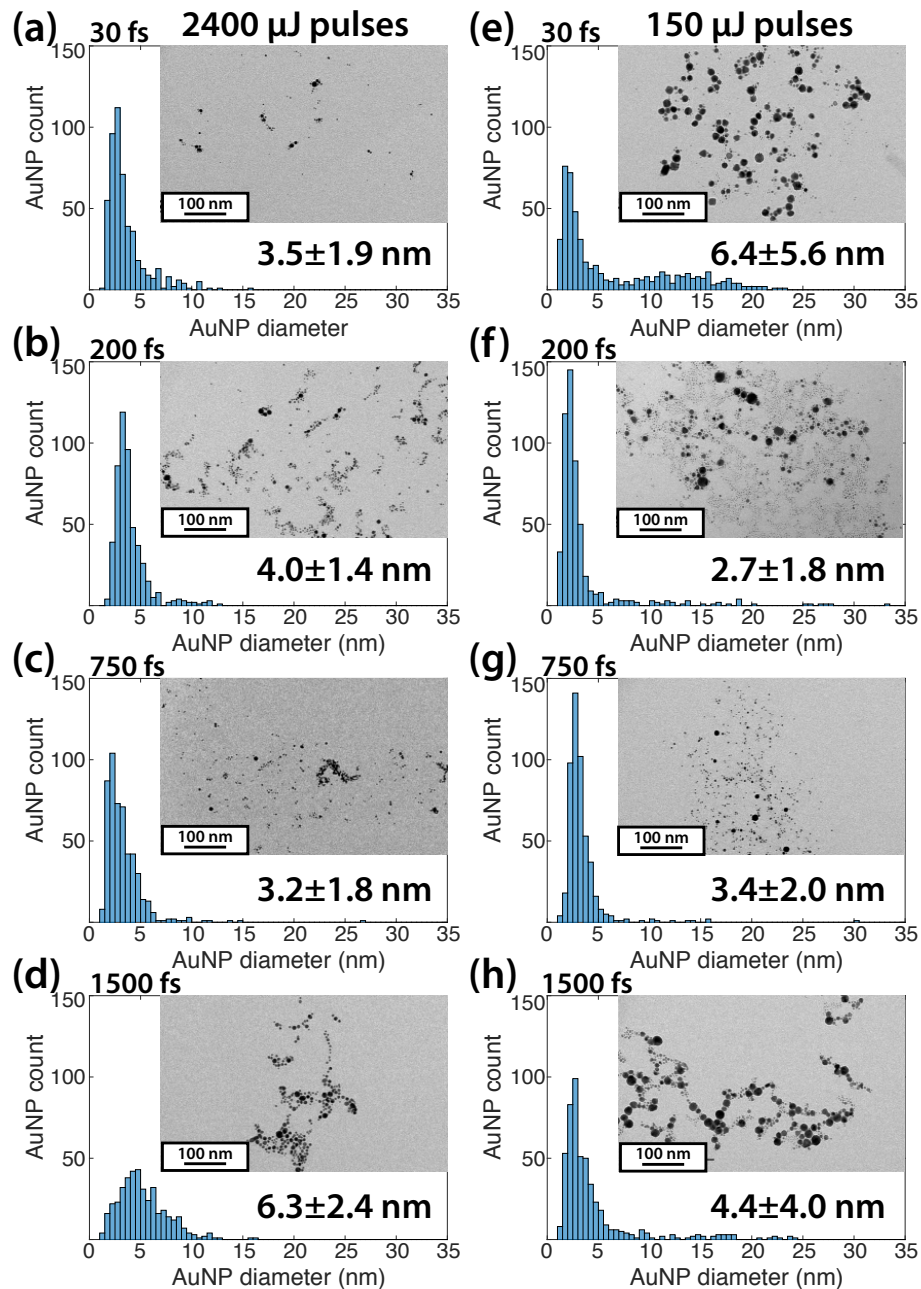 2400 µJ pulses
(a) 30 fs
150
100
50
AuNP count
100 nm
3.5±1.9 nm
0 5 10 15 20 25 30 35
AuNP diameter
(b) 200 fs
150
100
50
AuNP count
100 nm
4.0±1.4 nm
0 5 10 15 20 25 30 35
AuNP diameter (nm)
(c) 750 fs
150
100
50
AuNP count
100 nm
3.2±1.8 nm
0 5 10 15 20 25 30 35
AuNP diameter (nm)
(d) 1500 fs
150
100
50
AuNP count
100 nm
6.3±2.4 nm
0 5 10 15 20 25 30 35
AuNP diameter (nm)
150 µJ pulses
(e) 30 fs
150
100
50
AuNP count
100 nm
6.4±5.6 nm
0 5 10 15 20 25 30 35
AuNP diameter (nm)
(f) 200 fs
150
100
50
AuNP count
100 nm
2.7±1.8 nm
0 5 10 15 20 25 30 35
AuNP diameter (nm)
(g) 750 fs
150
100
50
AuNP count
100 nm
3.4±2.0 nm
0 5 10 15 20 25 30 35
AuNP diameter (nm)
(h) 1500 fs
150
100
50
AuNP count
100 nm
4.4±4.0 nm
0 5 10 15 20 25 30 35
AuNP diameter (nm)